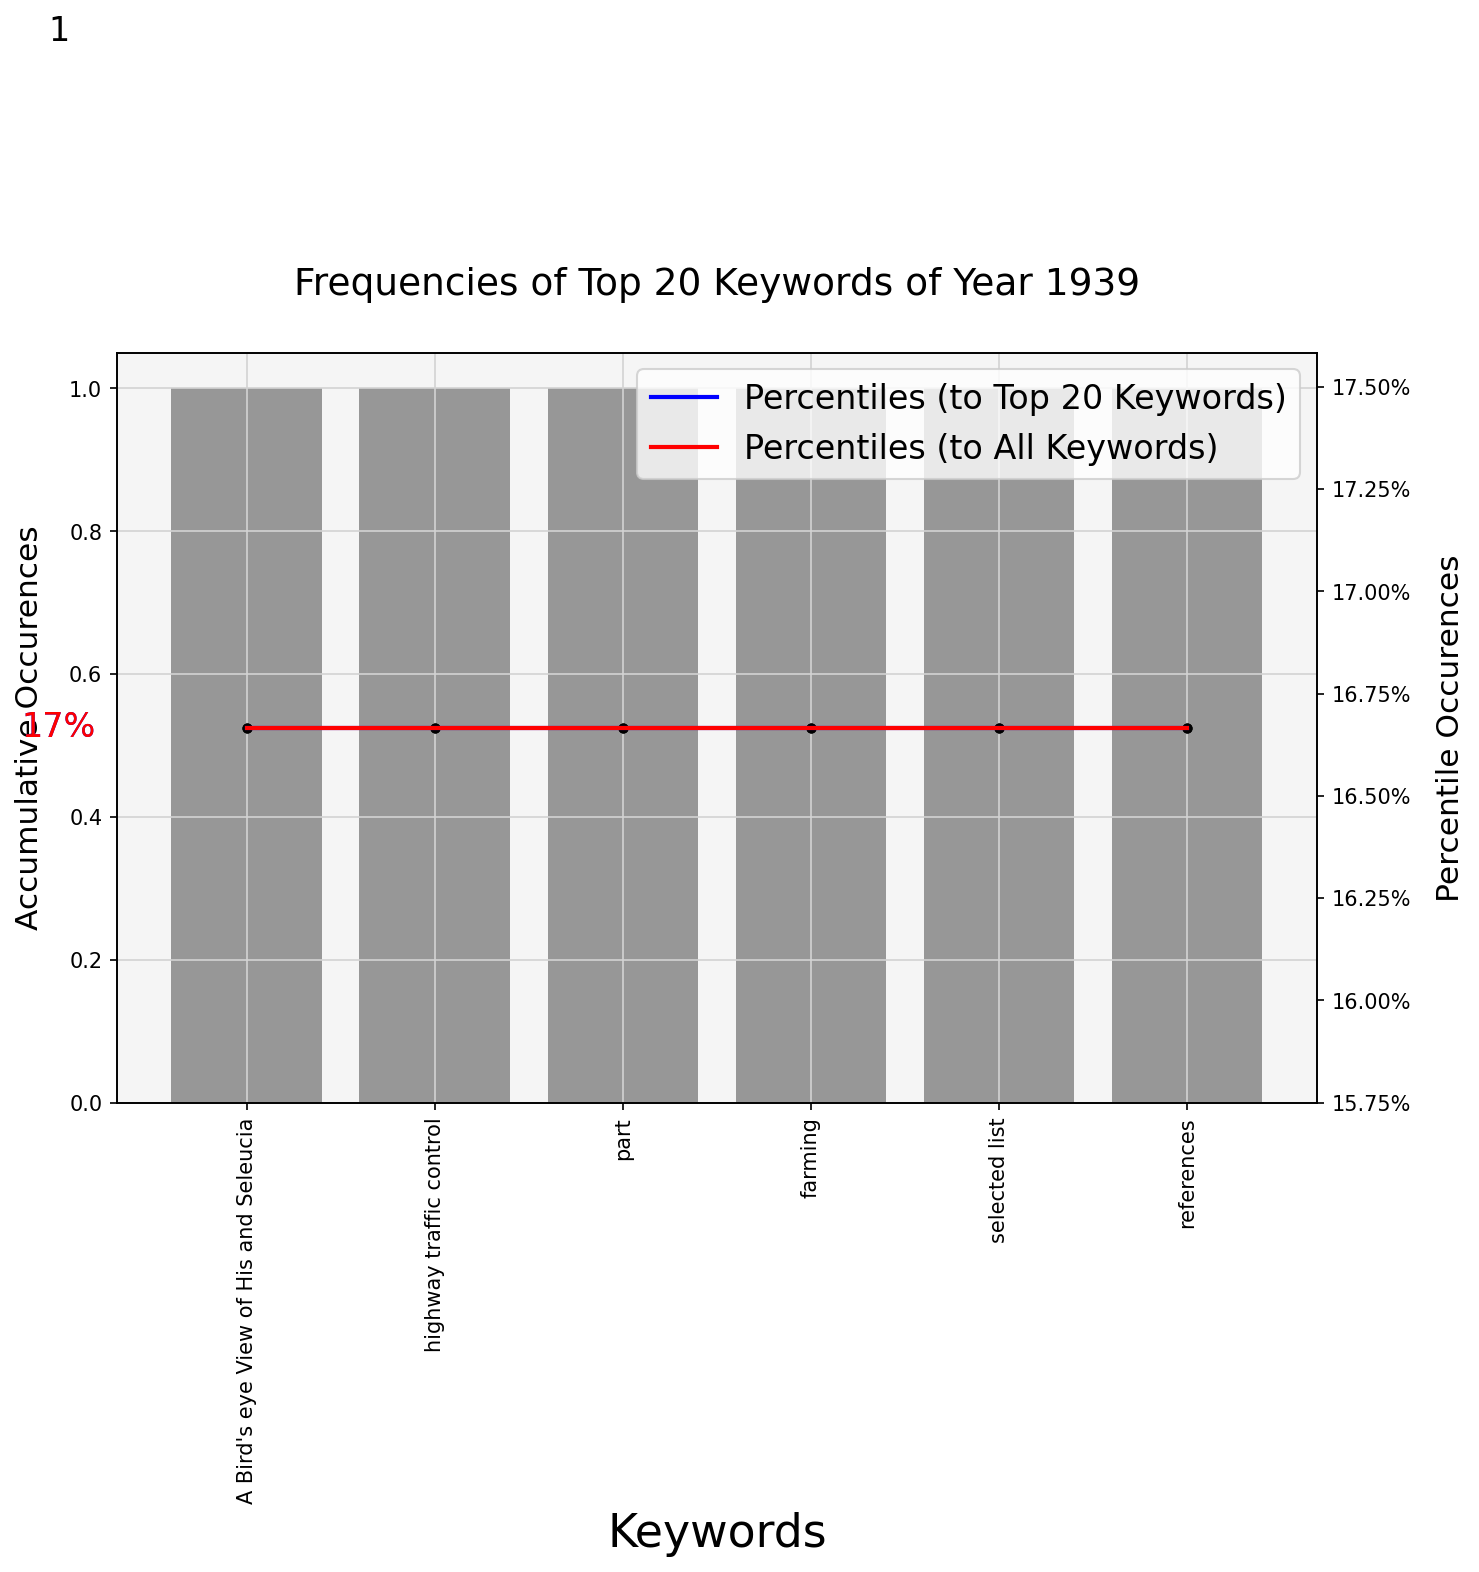 1
Frequencies of Top 20 Keywords of Year 1939
Percentiles (to Top 20 Keywords)
Percentiles (to All Keywords)
Accumulative Occurences
1.0
0.8
0.6
0.4
0.2
0.0
17%
17.50%
17.25%
17.00%
16.75%
16.50%
16.25%
16.00%
15.75%
Percentile Occurences
A Bird's eye View of His and Seleucia
highway traffic control
part
farming
selected list
references
Keywords